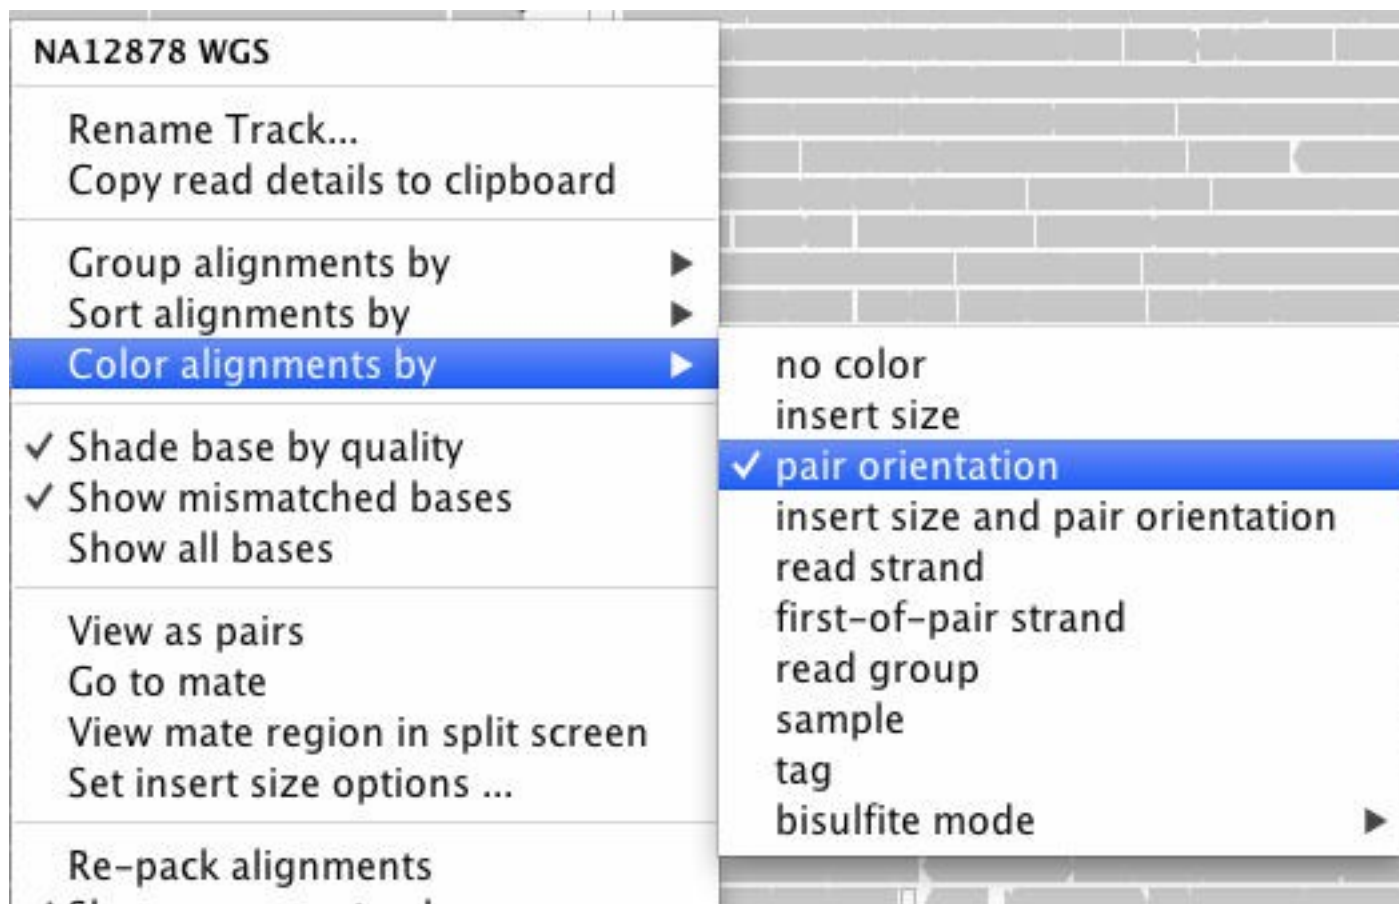 NA12878 WGS
Rename Track...
Copy read details to clipboard
Group alignments by
Sort alignments by
Color alignments by
Shade base by quality
Show mismatched bases
Show all bases
View as pairs
Go to mate
View mate region in split screen
Set insert size options ...
Re-pack alignments
no color
insert size
pair orientation
insert size and pair orientation
read strand
first-of-pair strand
read group
sample
tag
bisulfite mode